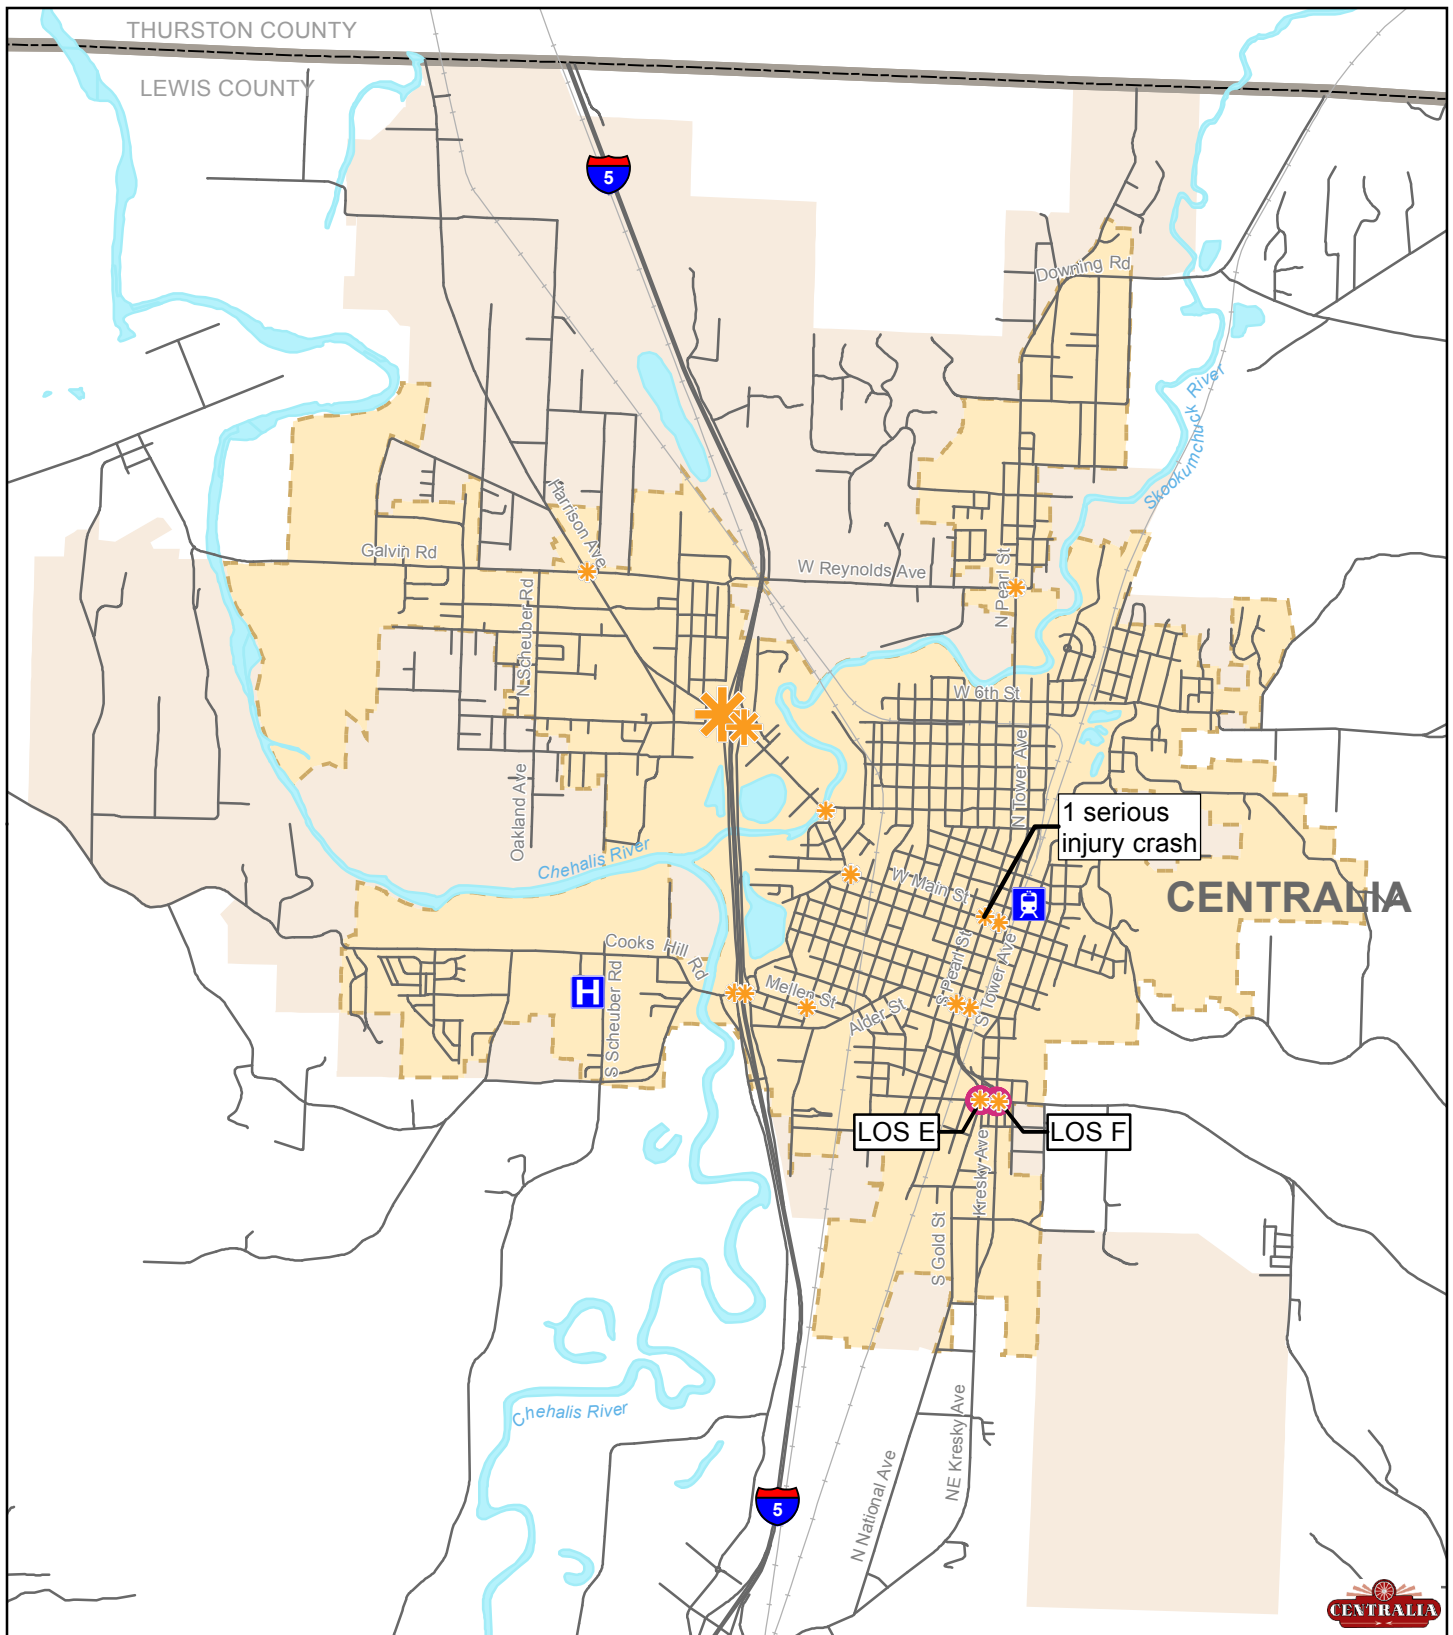 THURSTON COUNTY
LEWIS COUNTY
5
Downing Rd
Skookumchuck River
Harrison Ave
Galvin Rd
W Reynolds Ave
N Pearl St
N Scheuber Rd
W 6th St
N Tower Ave
Oakland Ave
1 serious
injury crash
Chehalis River
W Main St
CENTRALIA
Cooks Hill Rd
H
S Scheuber Rd
Mellen St
Alder St
S Pearl St
S Tower Ave
LOS E
LOS F
Kresky Ave
S Gold St
Chehalis River
NE Kresky Ave
N National Ave
5
CENTRALIA